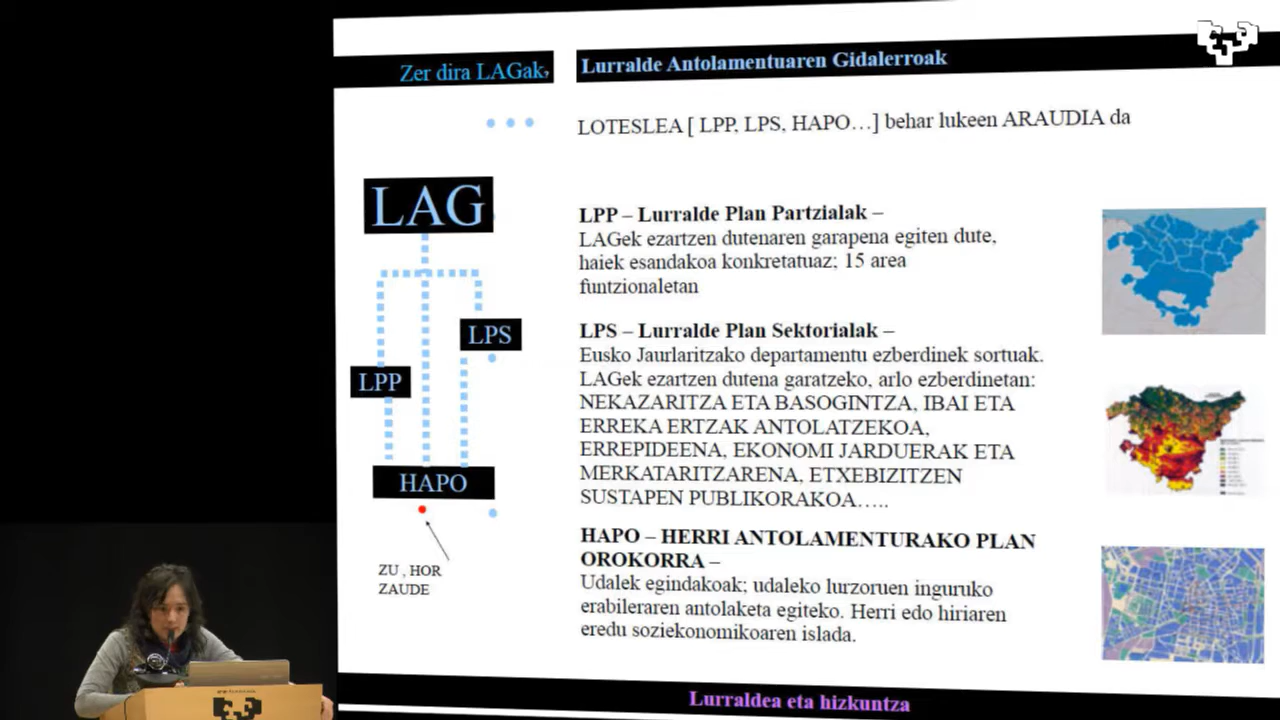 Zer dira LAGak?
Lurralde Antolamentuaren Gidalerroak
LOTESLEA [ LPP, LPS, HAPO…] behar lukeen ARAUDIA da
LAG
LPS
LPP
HAPO
ZU , HOR
ZAUDE
LPP – Lurralde Plan Partzialak –
LAGek ezartzen dutenaren garapena egiten dute,
haiek esandakoa konkretatuaz; 15 area
funtzionaletan
LPS – Lurralde Plan Sektorialak –
Eusko Jaurlaritzako departamentu ezberdinek sortuak.
LAGek ezartzen dutena garatzeko, arlo ezberdinetan:
NEKAZARITZA ETA BASOGINTZA, IBAI ETA
ERREKA ERTZAK ANTOLATZEKOA,
ERREPIDEENA, EKONOMI JARDUERAK ETA
MERKATARITZARENA, ETXEBIZITZEN
SUSTAPEN PUBLIKORAKOA…..
HAPO – HERRI ANTOLAMENTURAKO PLAN
OROKORRA –
Udalek egindakoak; udaleko lurzoruen inguruko
erabileraren antolaketa egiteko. Herri edo hiriaren
eredu soziekonomikoaren islada.
Lurraldea eta hizkuntza